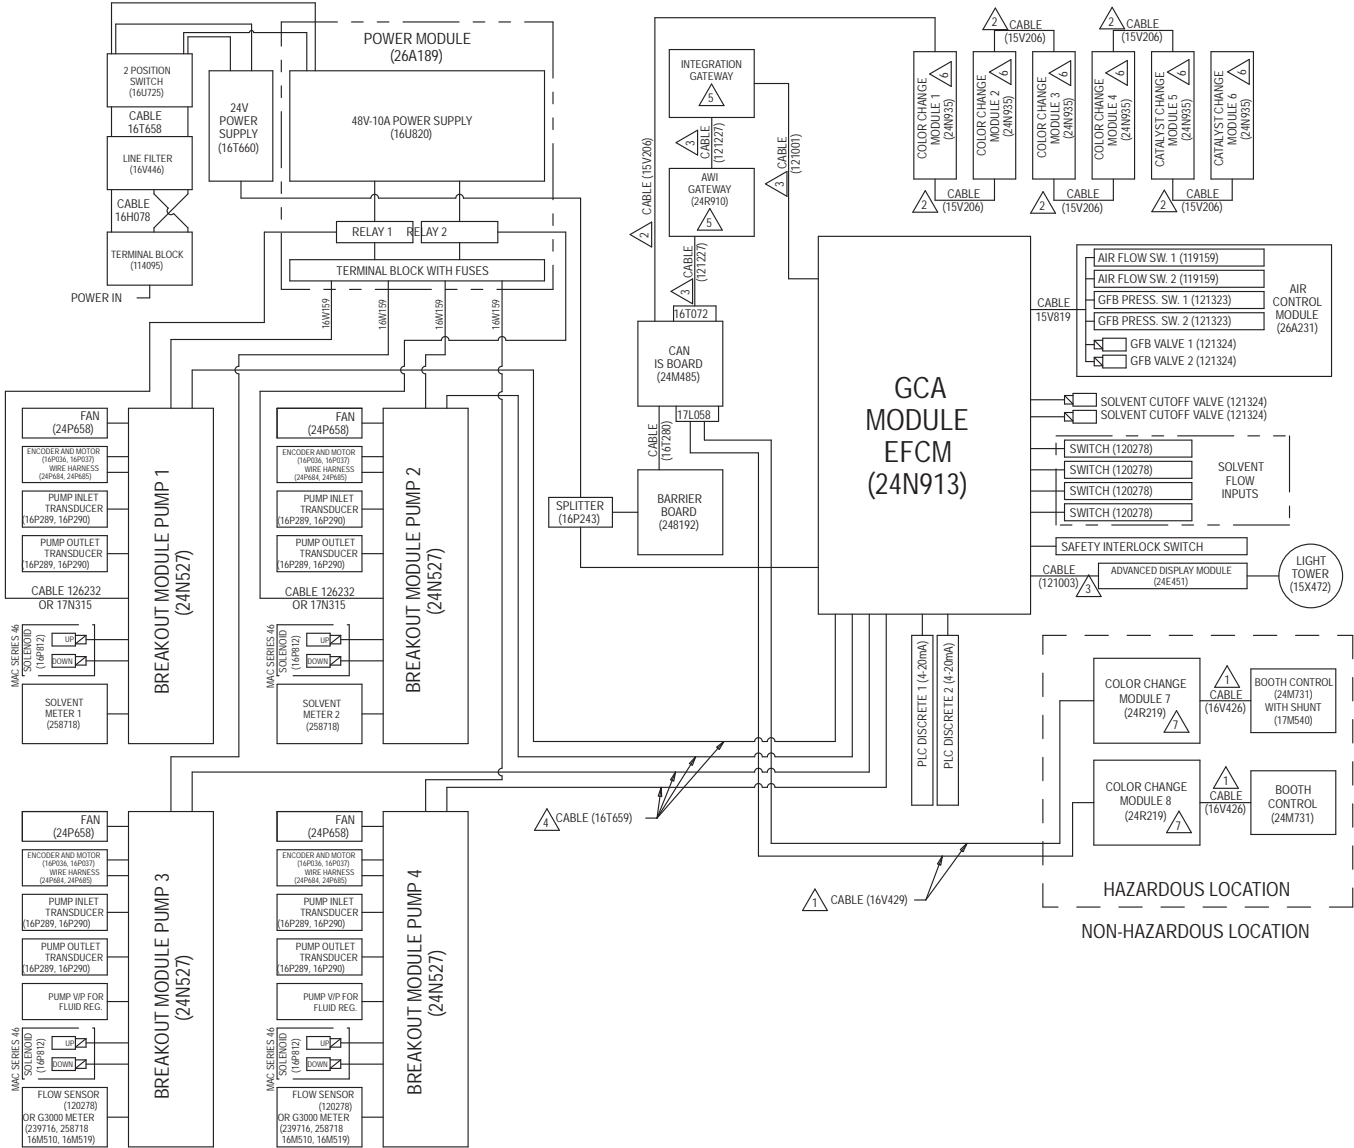 POWER MODULE
(26A189)
2 POSITION
SWITCH
(16U725)
CABLE
16T658
LINE FILTER
(16V446)
CABLE
16H078
TERMINAL BLOCK
(114095)
POWER IN
24V
POWER
SUPPLY
(16T660)
48V-10A POWER SUPPLY
(16U820)
RELAY 1
RELAY 2
TERMINAL BLOCK WITH FUSES
16W159
16W159
16W159
16W159
INTEGRATION
GATEWAY
5
3
CABLE
(121227)
AWI
GATEWAY
(24R910)
5
3
CABLE
(121227)
3
CABLE
(121001)
2
CABLE (15V206)
16T072
CAN
IS BOARD
(24M485)
17L058
CABLE
(16T280)
BARRIER
BOARD
(248192)
SPLITTER
(16P243)
2
CABLE
(15V206)
2
CABLE
(15V206)
COLOR CHANGE
MODULE 1
(24N935)
6
COLOR CHANGE
MODULE 2
(24N935)
6
COLOR CHANGE
MODULE 3
(24N935)
6
COLOR CHANGE
MODULE 4
(24N935)
6
CATALYST CHANGE
MODULE 5
(24N935)
6
CATALYST CHANGE
MODULE 6
(24N935)
6
2
CABLE
(15V206)
2
CABLE
(15V206)
2
CABLE
(15V206)
GCA
MODULE
EFCM
(24N913)
CABLE
15V819
AIR FLOW SW. 1 (119159)
AIR FLOW SW. 2 (119159)
GFB PRESS. SW. 1 (121323)
GFB PRESS. SW. 2 (121323)
GFB VALVE 1 (121324)
GFB VALVE 2 (121324)
AIR
CONTROL
MODULE
(26A231)
SOLVENT CUTOFF VALVE (121324)
SOLVENT CUTOFF VALVE (121324)
SWITCH (120278)
SWITCH (120278)
SWITCH (120278)
SWITCH (120278)
SOLVENT
FLOW
INPUTS
SAFETY INTERLOCK SWITCH
CABLE
(121003)
3
ADVANCED DISPLAY MODULE
(24E451)
LIGHT
TOWER
(15X472)
PLC DISCRETE 1 (4-20mA)
PLC DISCRETE 2 (4-20mA)
COLOR CHANGE
MODULE 7
(24R219)
7
1
CABLE
(16V426)
BOOTH CONTROL
(24M731)
WITH SHUNT
(17M540)
COLOR CHANGE
MODULE 8
(24R219)
7
1
CABLE
(16V426)
BOOTH
CONTROL
(24M731)
HAZARDOUS LOCATION
NON-HAZARDOUS LOCATION
4
CABLE (16T659)
1
CABLE (16V429)
FAN
(24P658)
ENCODER AND MOTOR
(16P036, 16P037)
WIRE HARNESS
(24P684, 24P685)
PUMP INLET
TRANSDUCER
(16P289, 16P290)
PUMP OUTLET
TRANSDUCER
(16P289, 16P290)
CABLE 126232
OR 17N315
MAC SERIES 46
SOLENOID
(16P812)
UP
DOWN
SOLVENT
METER 1
(258718)
BREAKOUT MODULE PUMP 1
(24N527)
FAN
(24P658)
ENCODER AND MOTOR
(16P036, 16P037)
WIRE HARNESS
(24P684, 24P685)
PUMP INLET
TRANSDUCER
(16P289, 16P290)
PUMP OUTLET
TRANSDUCER
(16P289, 16P290)
CABLE 126232
OR 17N315
MAC SERIES 46
SOLENOID
(16P812)
UP
DOWN
SOLVENT
METER 2
(258718)
BREAKOUT MODULE PUMP 2
(24N527)
FAN
(24P658)
ENCODER AND MOTOR
(16P036, 16P037)
WIRE HARNESS
(24P684, 24P685)
PUMP INLET
TRANSDUCER
(16P289, 16P290)
PUMP OUTLET
TRANSDUCER
(16P289, 16P290)
PUMP V/P FOR
FLUID REG.
MAC SERIES 46
SOLENOID
(16P812)
UP
DOWN
FLOW SENSOR
(120278)
OR G3000 METER
(239716, 258718
16M510, 16M519)
BREAKOUT MODULE PUMP 3
(24N527)
FAN
(24P658)
ENCODER AND MOTOR
(16P036, 16P037)
WIRE HARNESS
(24P684, 24P685)
PUMP INLET
TRANSDUCER
(16P289, 16P290)
PUMP OUTLET
TRANSDUCER
(16P289, 16P290)
PUMP V/P FOR
FLUID REG.
MAC SERIES 46
SOLENOID
(16P812)
UP
DOWN
FLOW SENSOR
(120278)
OR G3000 METER
(239716, 258718
16M510, 16M519)
BREAKOUT MODULE PUMP 4
(24N527)